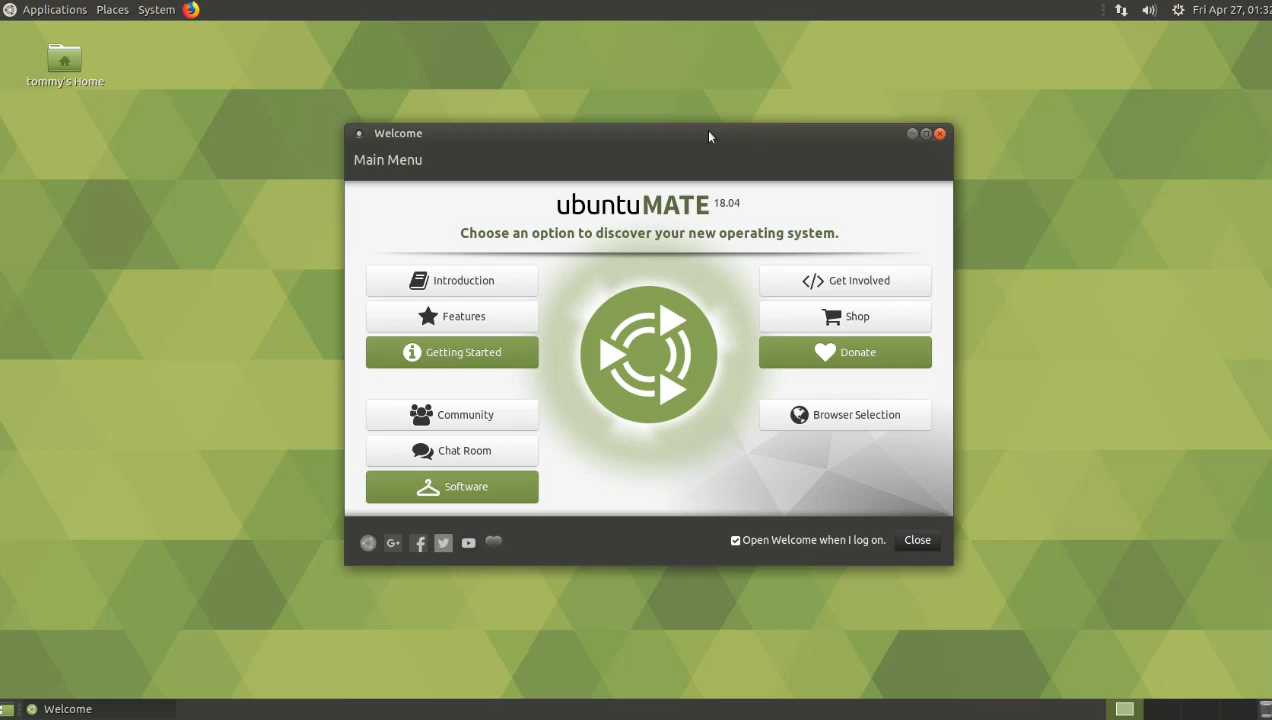 Applications Places System
Fri Apr 27, 01:32
tommy's Home
Welcome
Main Menu
ubuntuMATE 18.04
Choose an option to discover your new operating system.
Introduction
Features
Getting Started
Community
Chat Room
Software
Get Involved
Shop
Donate
Browser Selection
G+
Open Welcome when I log on.
Close
Welcome